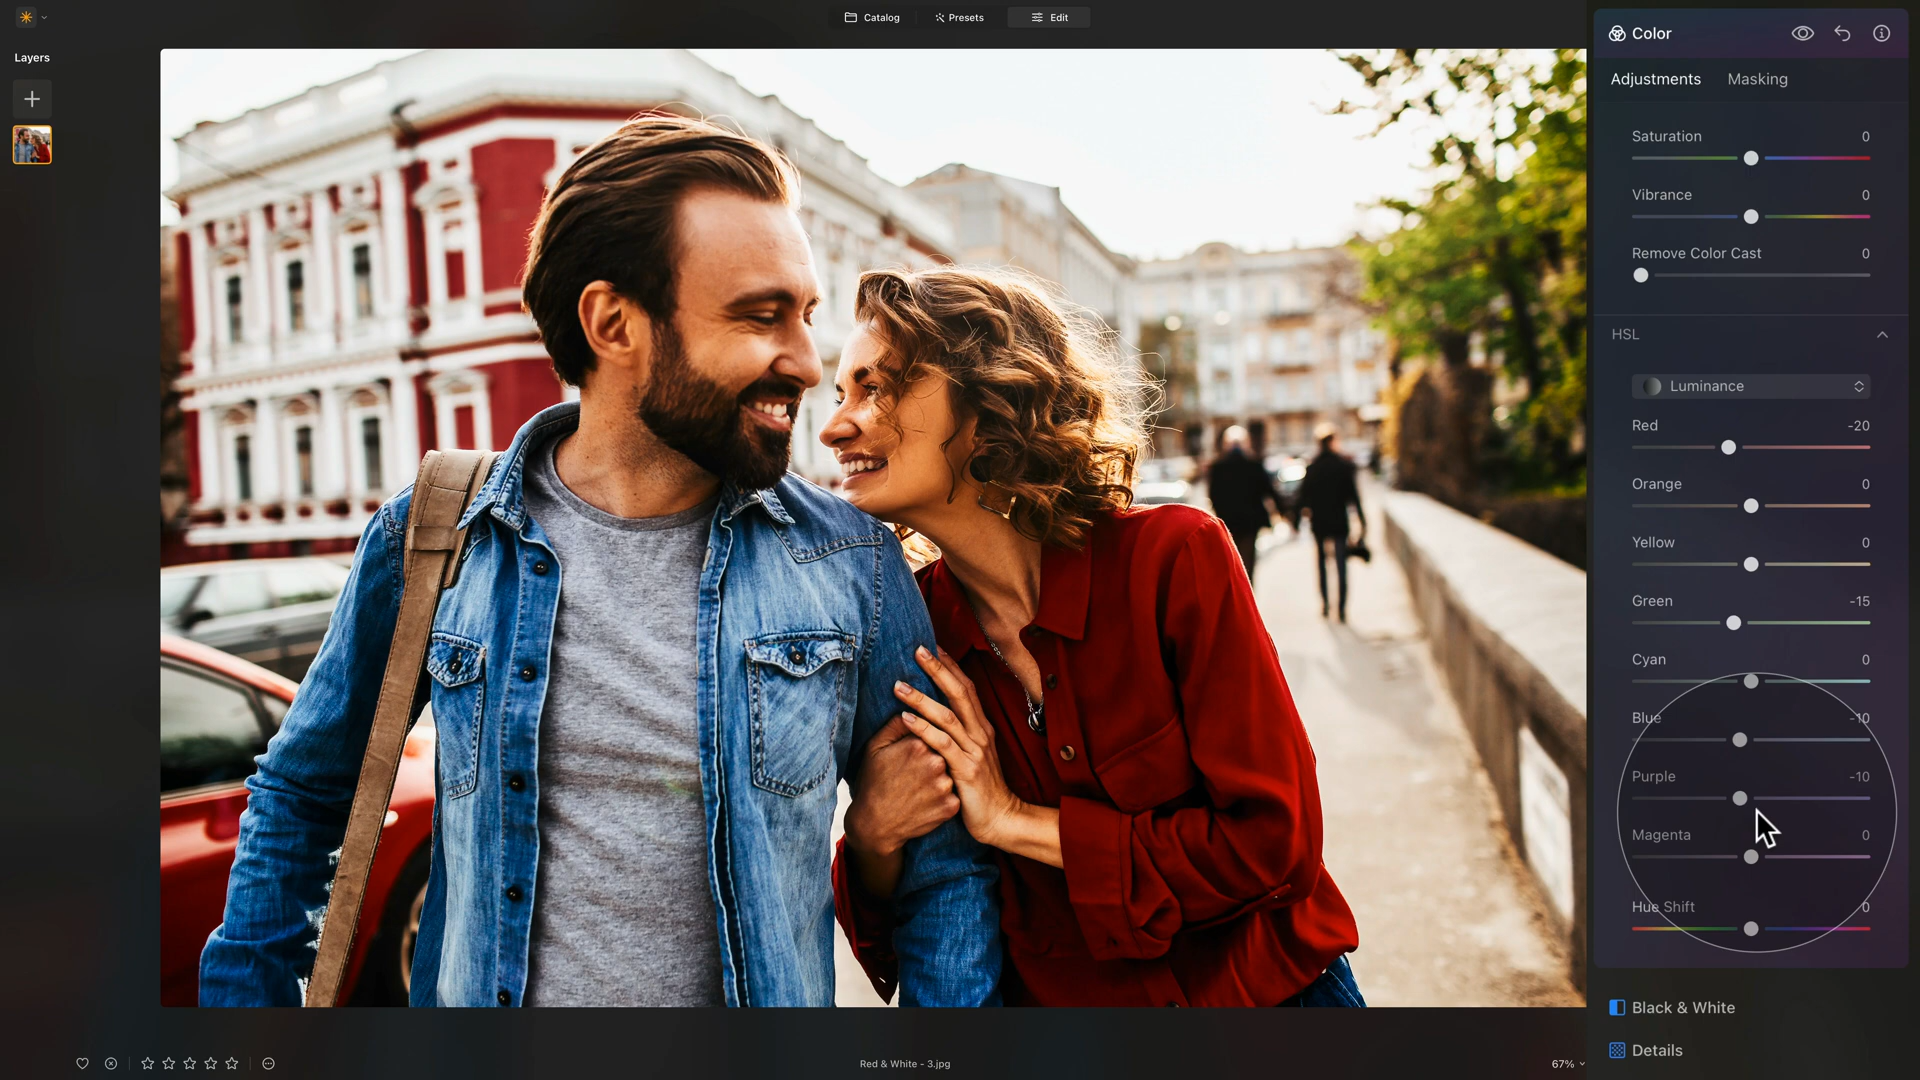 Catalog
Presets
Edit
Layers
Color
Adjustments Masking
Saturation 0
Vibrance 0
Remove Color Cast 0
HSL
Luminance
Red -20
Orange 0
Yellow 0
Green -15
Cyan 0
Blue -10
Purple -10
Magenta 0
Hue Shift 0
Black & White
Details
Red & White - 3.jpg
67%